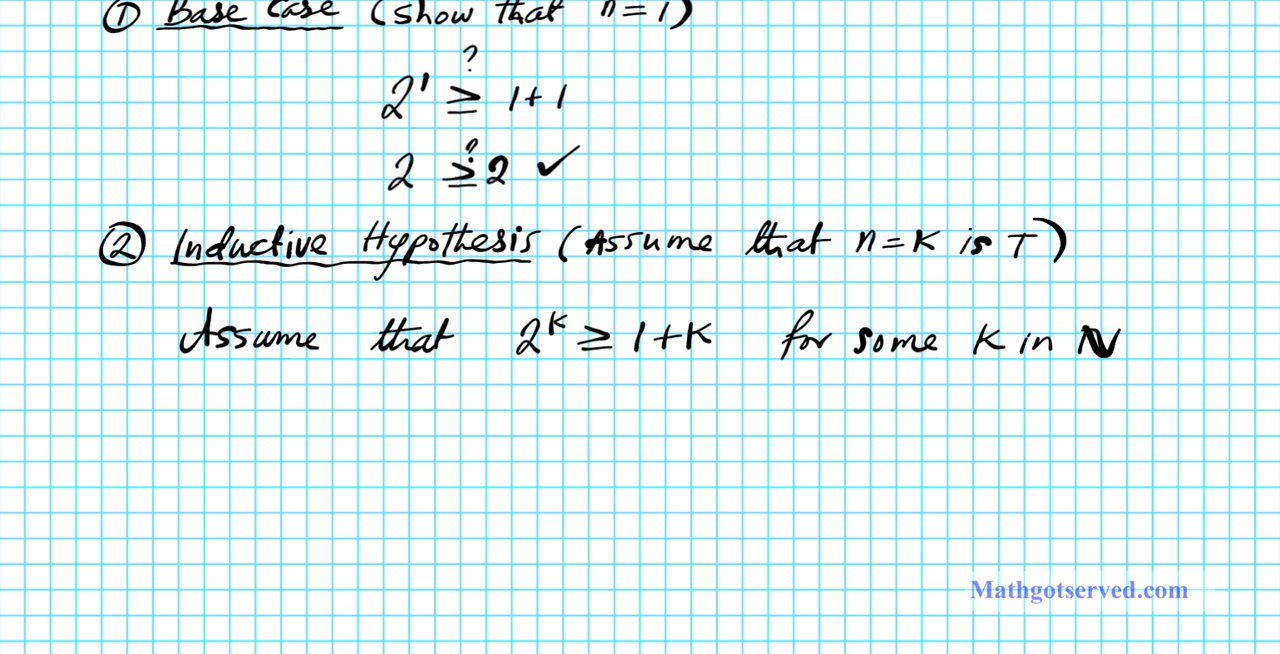 ① Base Case (show that n = 1)
?
2¹ ≥ 1 + 1
?
2 ≥ 2 ✓
② Inductive Hypothesis (Assume that n = K is T)
Assume that 2ᴷ ≥ 1 + K for some K in ℕ
Mathgotserved.com